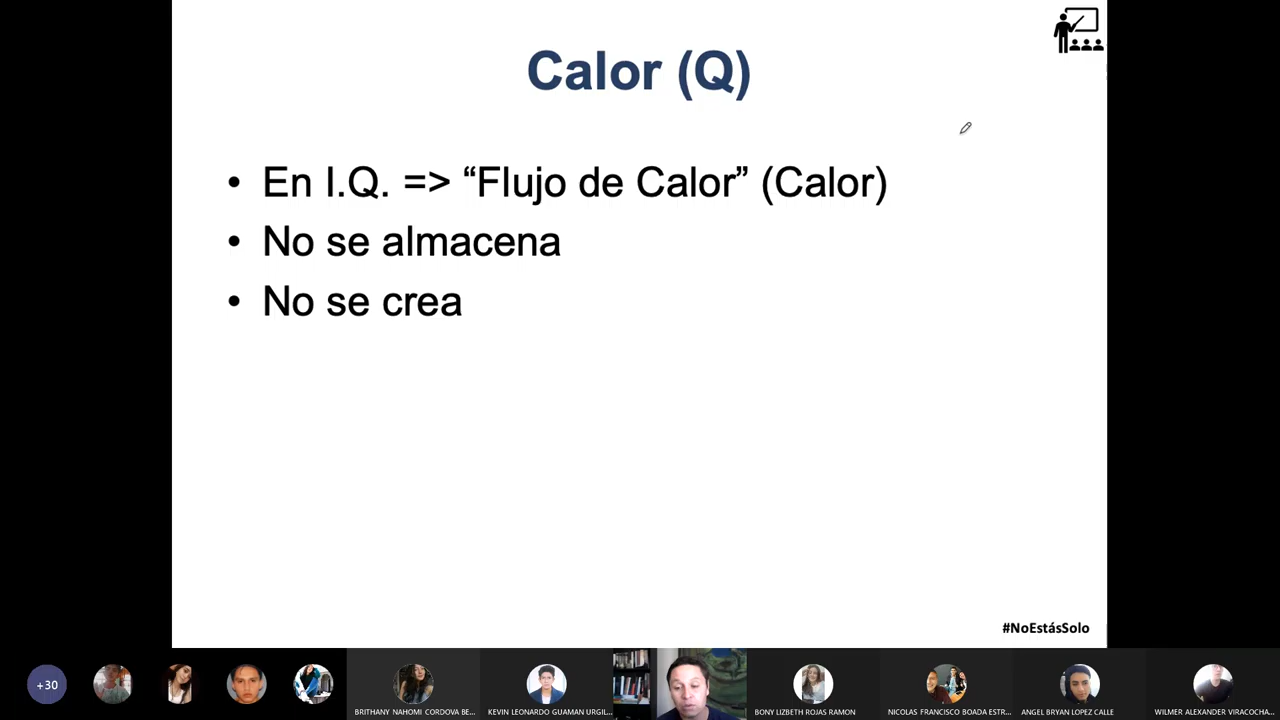 Calor (Q)
• En I.Q. => “Flujo de Calor” (Calor)
• No se almacena
• No se crea
#NoEstásSolo
+30
BRITHANY NAHOMI CORDOVA BE...
KEVIN LEONARDO GUAMAN URGIL...
BONY LIZBETH ROJAS RAMON
NICOLAS FRANCISCO BOADA ESTR...
ANGEL BRYAN LOPEZ CALLE
WILMER ALEXANDER VIRACOCHA...